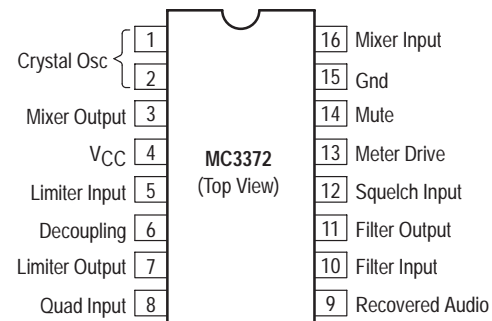 Crystal Osc
1
2
Mixer Output 3
VCC 4
Limiter Input 5
Decoupling 6
Limiter Output 7
Quad Input 8
MC3372
(Top View)
16 Mixer Input
15 Gnd
14 Mute
13 Meter Drive
12 Squelch Input
11 Filter Output
10 Filter Input
9 Recovered Audio